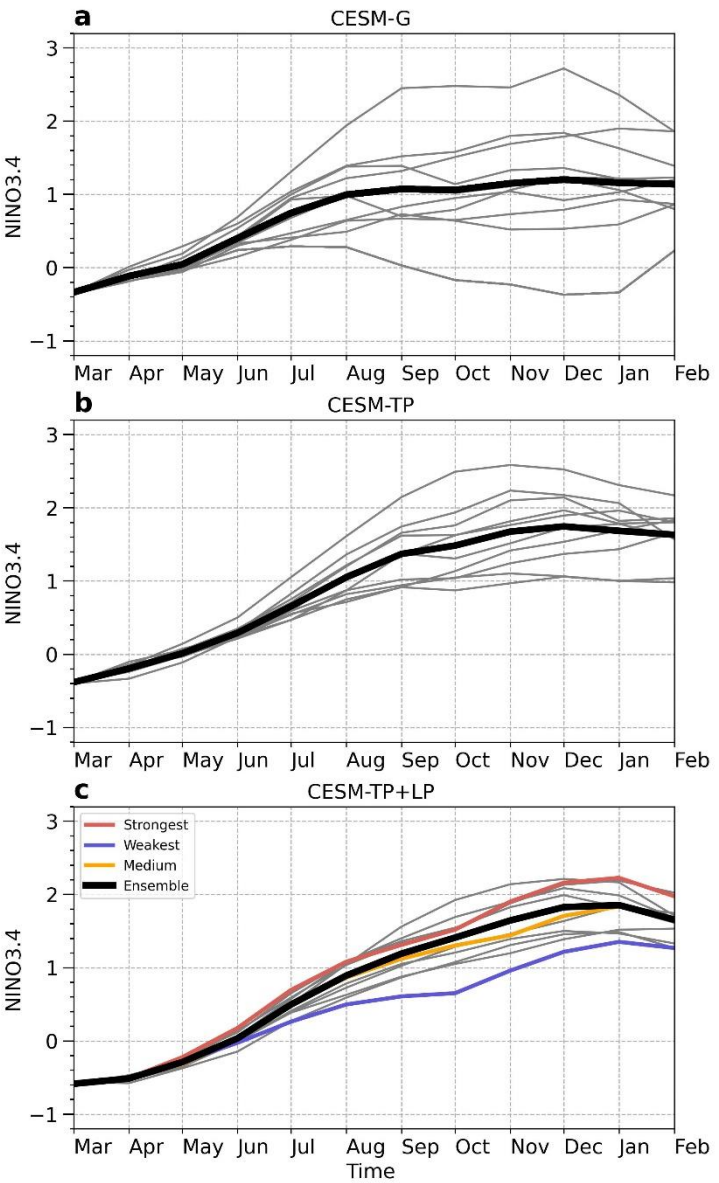 a
CESM-G
3
2
1
0
−1
NINO3.4
Mar Apr May Jun Jul Aug Sep Oct Nov Dec Jan Feb
b
CESM-TP
3
2
1
0
−1
NINO3.4
Mar Apr May Jun Jul Aug Sep Oct Nov Dec Jan Feb
c
CESM-TP+LP
Strongest
Weakest
Medium
Ensemble
3
2
1
0
−1
NINO3.4
Mar Apr May Jun Jul Aug Sep Oct Nov Dec Jan Feb
Time